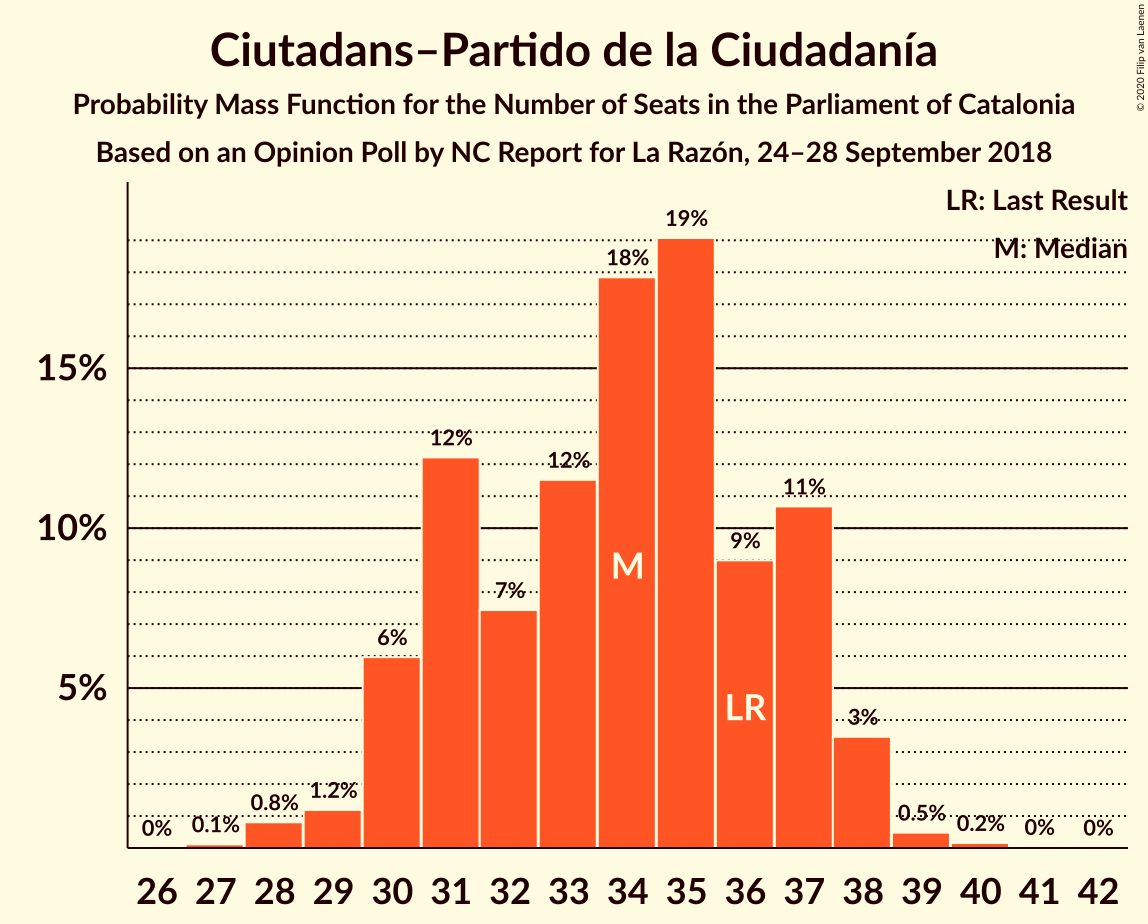 Ciutadans–Partido de la Ciudadanía
Probability Mass Function for the Number of Seats in the Parliament of Catalonia
Based on an Opinion Poll by NC Report for La Razón, 24–28 September 2018
© 2020 Filip van Laenen
LR: Last Result
M: Median
15%
10%
5%
0%
0.1%
0.8%
1.2%
6%
12%
7%
12%
18%
19%
9%
11%
3%
0.5%
0.2%
0%
0%
M
LR
26 27 28 29 30 31 32 33 34 35 36 37 38 39 40 41 42